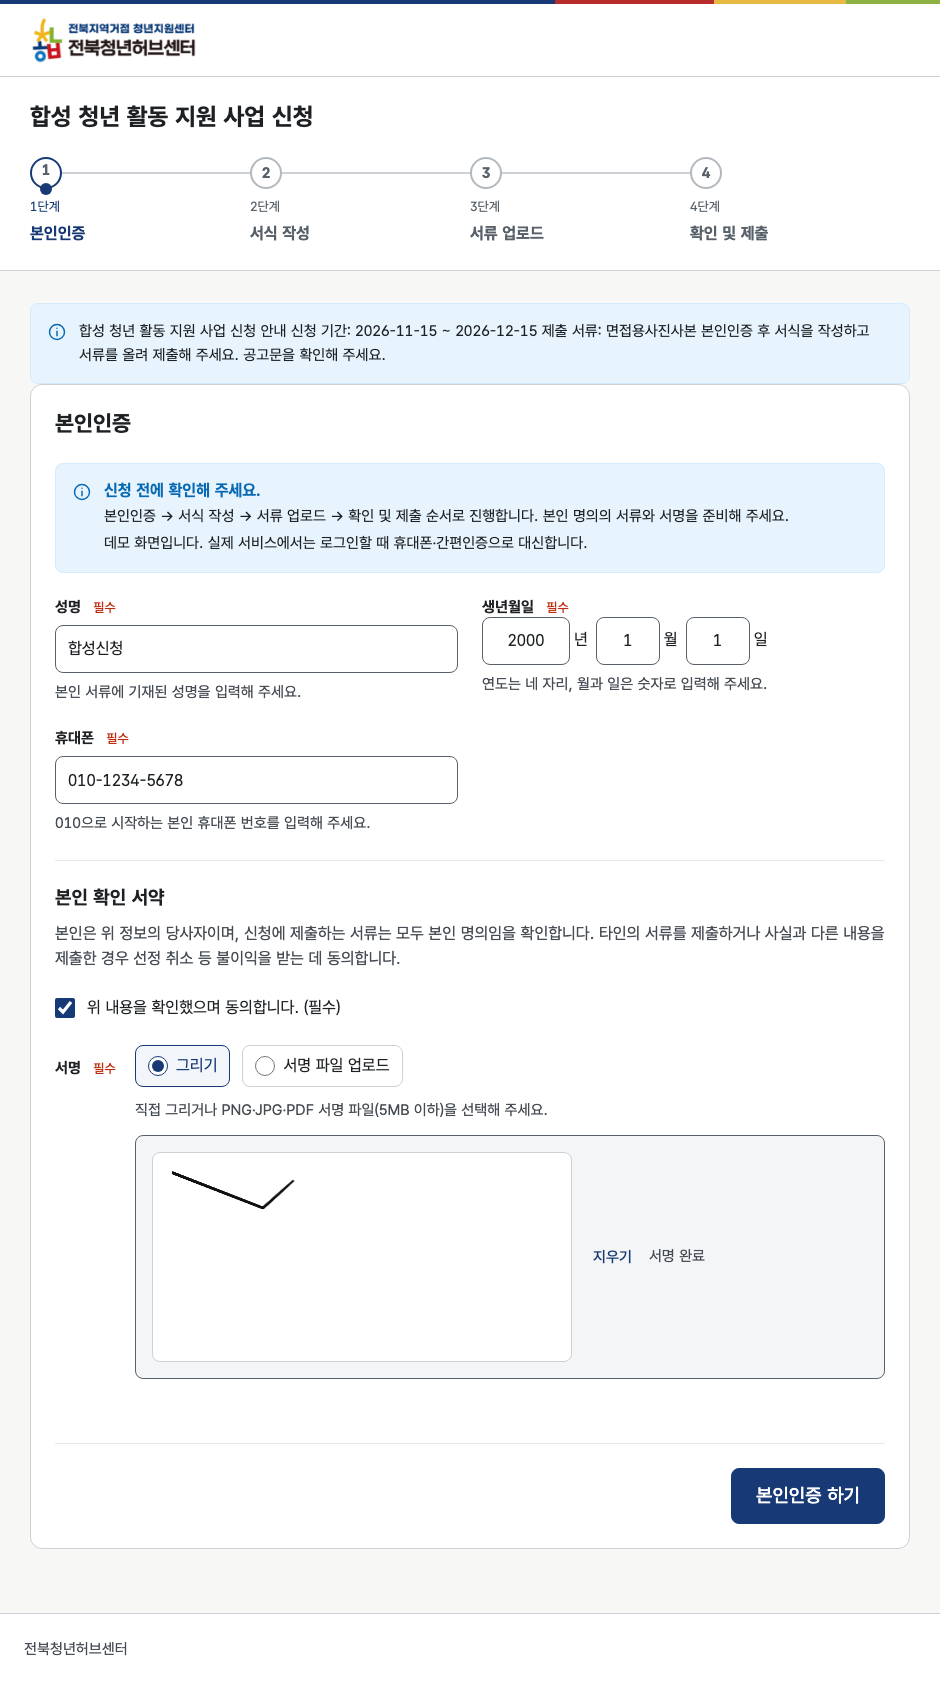 전북지역거점 청년지원센터
전북청년허브센터
합성 청년 활동 지원 사업 신청
1 2 3 4
1단계 2단계 3단계 4단계
본인인증 서식 작성 서류 업로드 확인 및 제출
합성 청년 활동 지원 사업 신청 안내 신청 기간: 2026-11-15 ~ 2026-12-15 제출 서류: 면접용사진사본 본인인증 후 서식을 작성하고
서류를 올려 제출해 주세요. 공고문을 확인해 주세요.
본인인증
신청 전에 확인해 주세요.
본인인증 → 서식 작성 → 서류 업로드 → 확인 및 제출 순서로 진행합니다. 본인 명의의 서류와 서명을 준비해 주세요.
데모 화면입니다. 실제 서비스에서는 로그인할 때 휴대폰·간편인증으로 대신합니다.
성명 필수
합성신청
본인 서류에 기재된 성명을 입력해 주세요.
생년월일 필수
2000 년 1 월 1 일
연도는 네 자리, 월과 일은 숫자로 입력해 주세요.
휴대폰 필수
010-1234-5678
010으로 시작하는 본인 휴대폰 번호를 입력해 주세요.
본인 확인 서약
본인은 위 정보의 당사자이며, 신청에 제출하는 서류는 모두 본인 명의임을 확인합니다. 타인의 서류를 제출하거나 사실과 다른 내용을
제출한 경우 선정 취소 등 불이익을 받는 데 동의합니다.
위 내용을 확인했으며 동의합니다. (필수)
서명 필수 그리기 서명 파일 업로드
직접 그리거나 PNG·JPG·PDF 서명 파일(5MB 이하)을 선택해 주세요.
지우기 서명 완료
본인인증 하기
전북청년허브센터